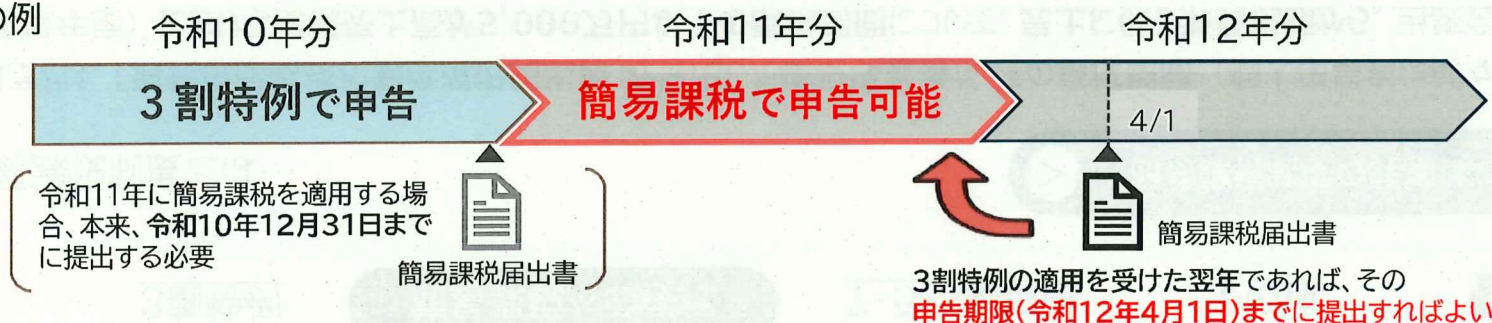 の例
令和10年分
令和11年分
令和12年分
3割特例で申告
簡易課税で申告可能
4/1
令和11年に簡易課税を適用する場
合、本来、令和10年12月31日まで
に提出する必要
簡易課税届出書
簡易課税届出書
3割特例の適用を受けた翌年であれば、その
申告期限(令和12年4月1日)までに提出すればよい